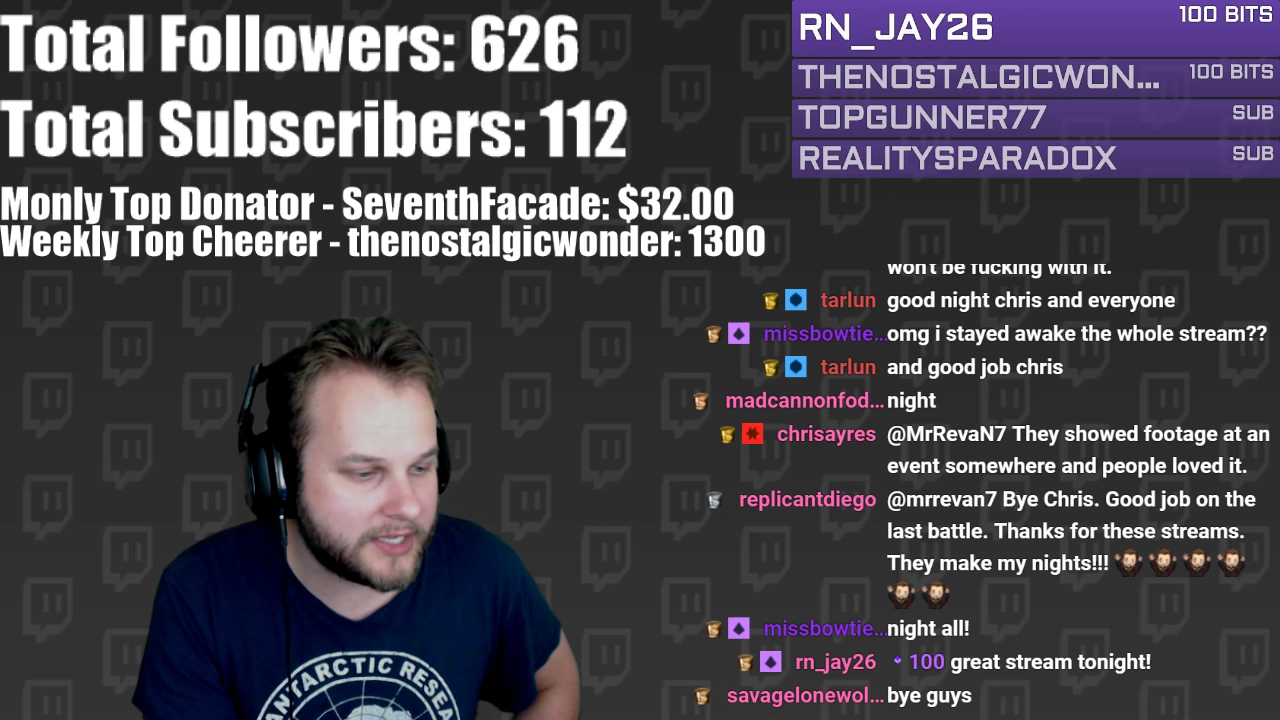 Total Followers: 626
Total Subscribers: 112
Monly Top Donator - SeventhFacade: $32.00
Weekly Top Cheerer - thenostalgicwonder: 1300
RN_JAY26 100 BITS
THENOSTALGICWON... 100 BITS
TOPGUNNER77 SUB
REALITYSPARADOX SUB
won't be fucking with it.
tarlun good night chris and everyone
missbowtie... omg i stayed awake the whole stream??
tarlun and good job chris
madcannonfod... night
chrisayres @MrRevaN7 They showed footage at an
event somewhere and people loved it.
replicantdiego @mrrevan7 Bye Chris. Good job on the
last battle. Thanks for these streams.
They make my nights!!!
missbowtie... night all!
rn_jay26 100 great stream tonight!
savagelonewol... bye guys
ANTARCTIC RESEA